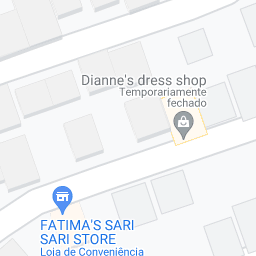 Dianne's dress shop
Temporariamente
fechado
FATIMA'S SARI
SARI STORE
Loja de Conveniência